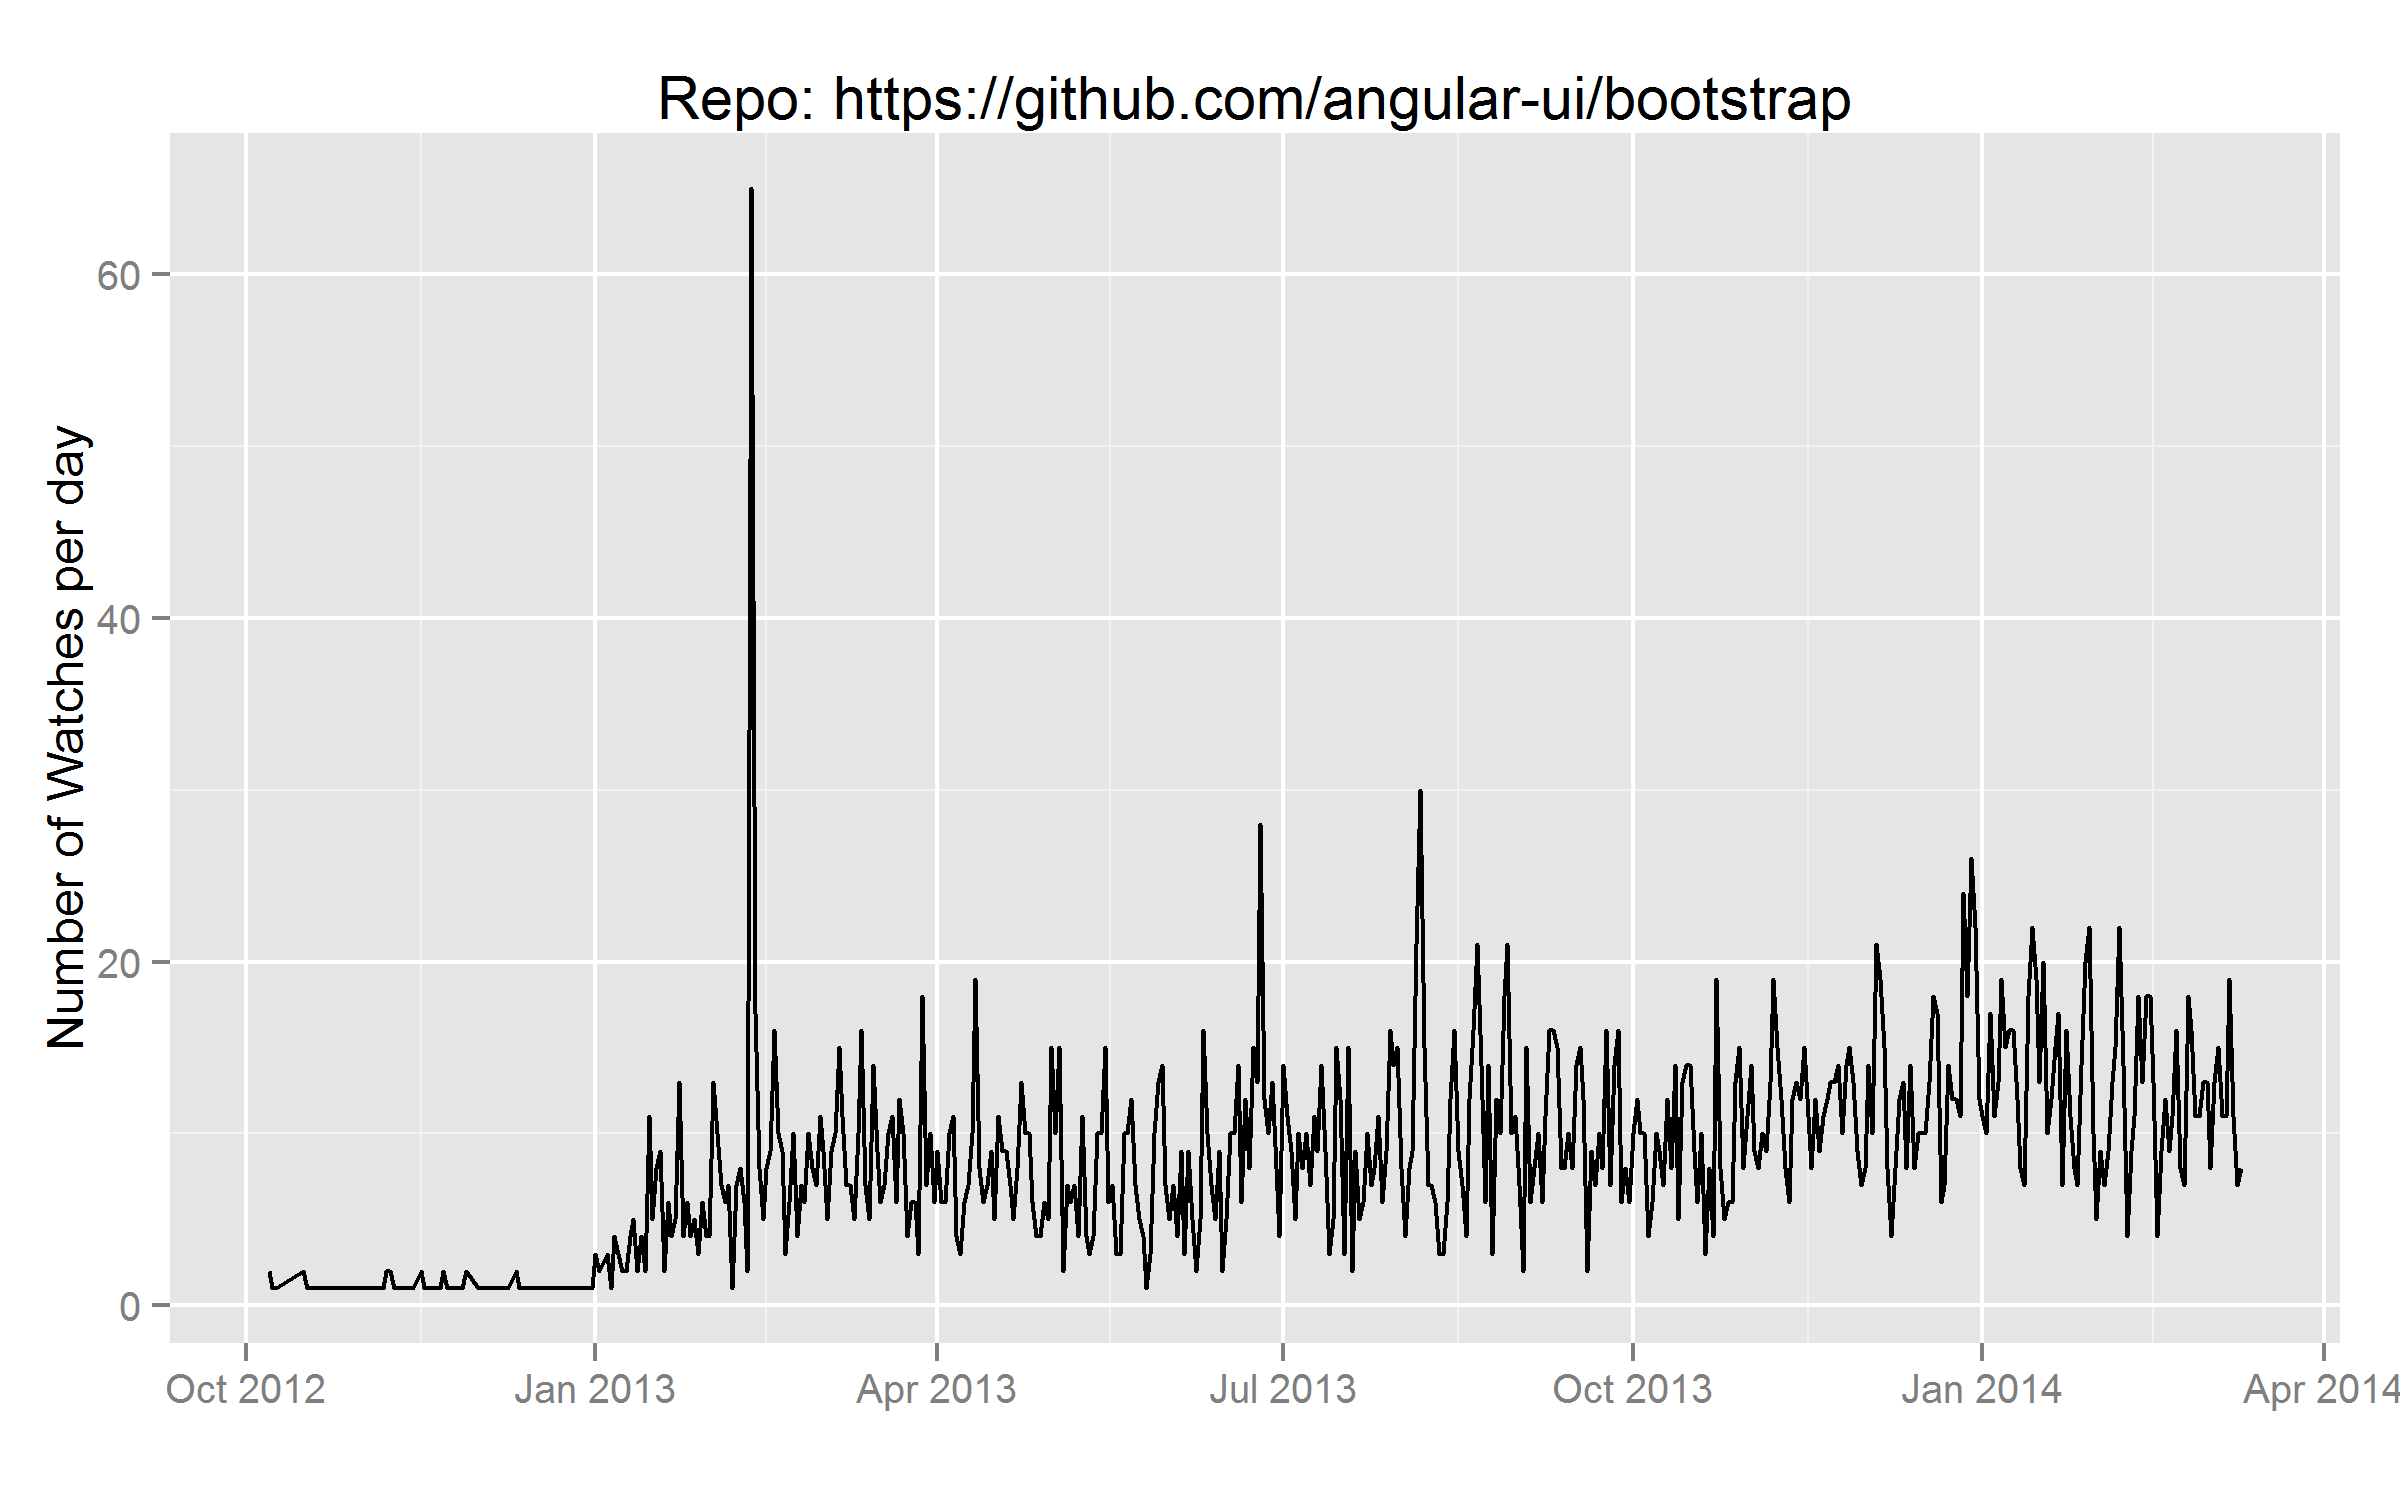 Repo: https://github.com/angular-ui/bootstrap
Number of Watches per day
60
40
20
0
Oct 2012
Jan 2013
Apr 2013
Jul 2013
Oct 2013
Jan 2014
Apr 2014